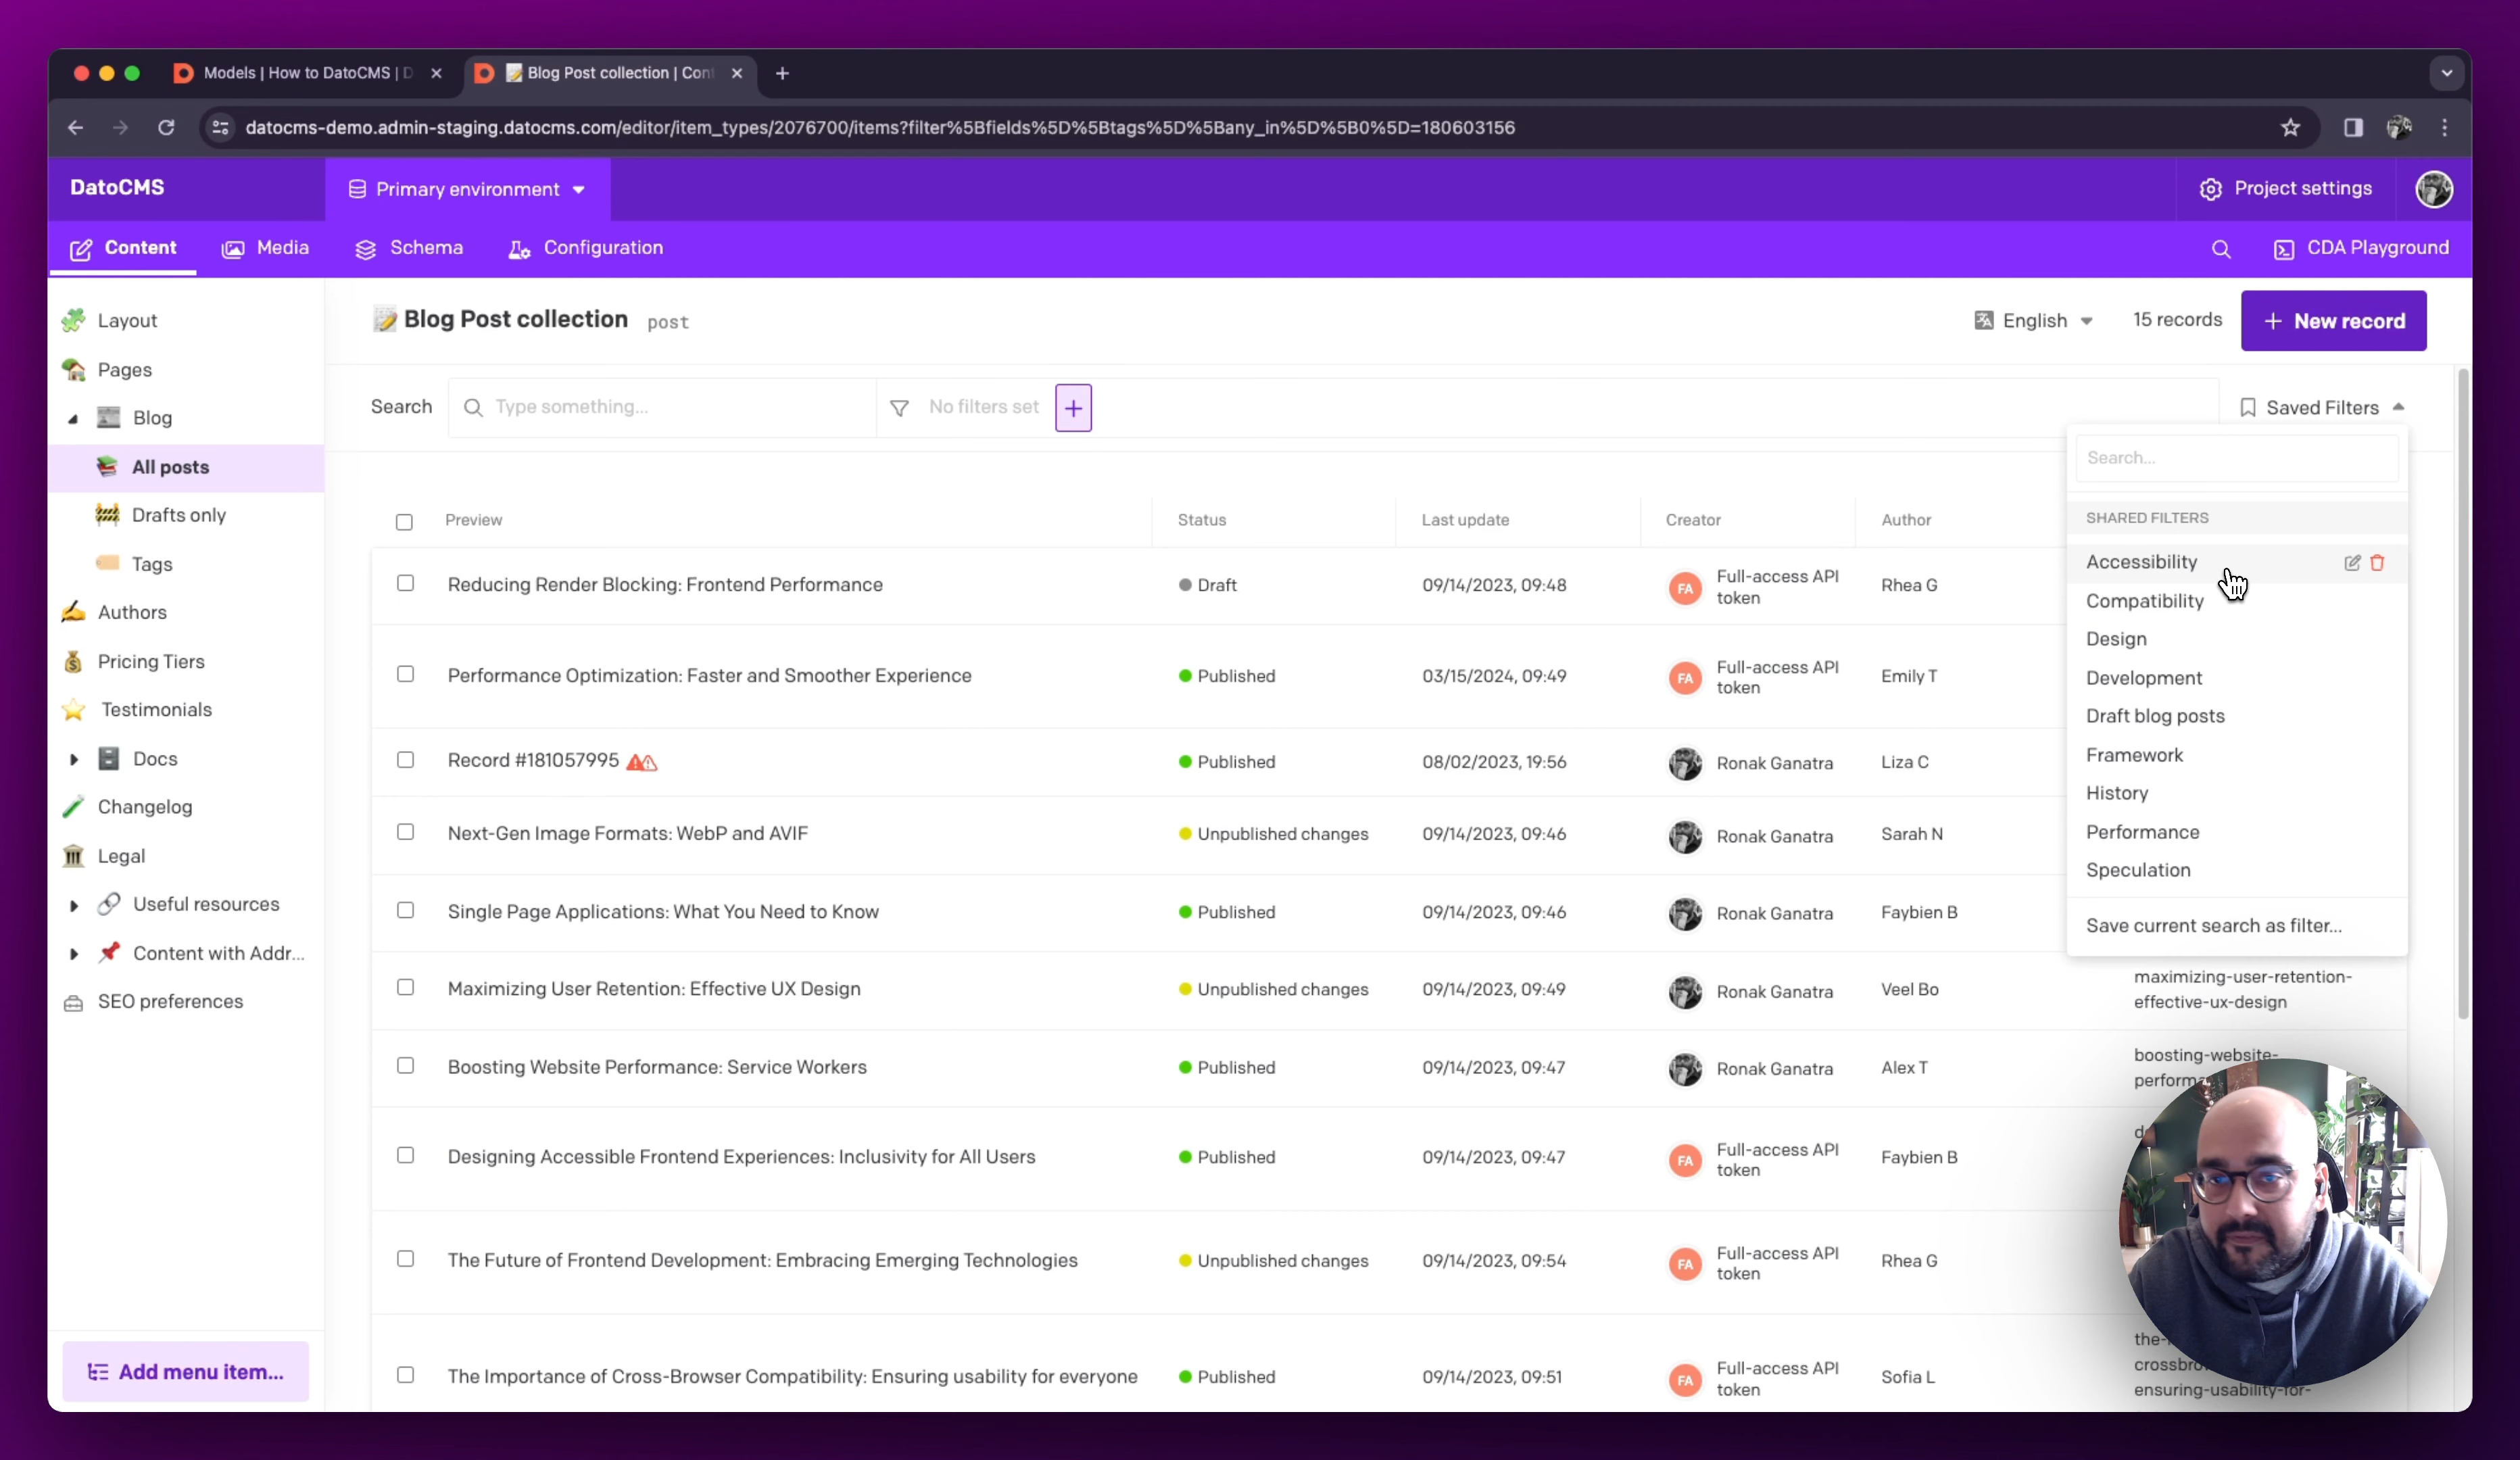 Models | How to DatoCMS | D
Blog Post collection | Cont
datocms-demo.admin-staging.datocms.com/editor/item_types/2076700/items?filter%5Bfields%5D%5Btags%5D%5Bany_in%5D%5B0%5D=180603156
DatoCMS
Primary environment
Project settings
Content
Media
Schema
Configuration
CDA Playground
Layout
Pages
Blog
All posts
Drafts only
Tags
Authors
Pricing Tiers
Testimonials
Docs
Changelog
Legal
Useful resources
Content with Addr...
SEO preferences
Add menu item...
Blog Post collection post
English
15 records
+ New record
Search
Type something...
No filters set
Saved Filters
Search...
SHARED FILTERS
Accessibility
Compatibility
Design
Development
Draft blog posts
Framework
History
Performance
Speculation
Save current search as filter...
Preview Status Last update Creator Author
Reducing Render Blocking: Frontend Performance Draft 09/14/2023, 09:48 FA Full-access API token Rhea G
Performance Optimization: Faster and Smoother Experience Published 03/15/2024, 09:49 FA Full-access API token Emily T
Record #181057995 Published 08/02/2023, 19:56 Ronak Ganatra Liza C
Next-Gen Image Formats: WebP and AVIF Unpublished changes 09/14/2023, 09:46 Ronak Ganatra Sarah N
Single Page Applications: What You Need to Know Published 09/14/2023, 09:46 Ronak Ganatra Faybien B
Maximizing User Retention: Effective UX Design Unpublished changes 09/14/2023, 09:49 Ronak Ganatra Veel Bo maximizing-user-retention-effective-ux-design
Boosting Website Performance: Service Workers Published 09/14/2023, 09:47 Ronak Ganatra Alex T boosting-website-
Designing Accessible Frontend Experiences: Inclusivity for All Users Published 09/14/2023, 09:47 FA Full-access API token Faybien B
The Future of Frontend Development: Embracing Emerging Technologies Unpublished changes 09/14/2023, 09:54 FA Full-access API token Rhea G
The Importance of Cross-Browser Compatibility: Ensuring usability for everyone Published 09/14/2023, 09:51 FA Full-access API token Sofia L ensuring-usability-for-